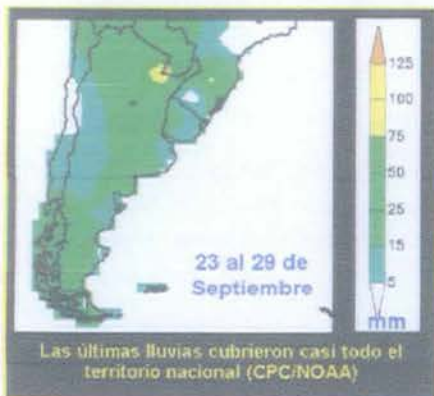 125
100
75
50
25
15
5
mm
23 al 29 de
Septiembre
Las últimas lluvias cubrieron casi todo el
territorio nacional (CPC/NOAA)